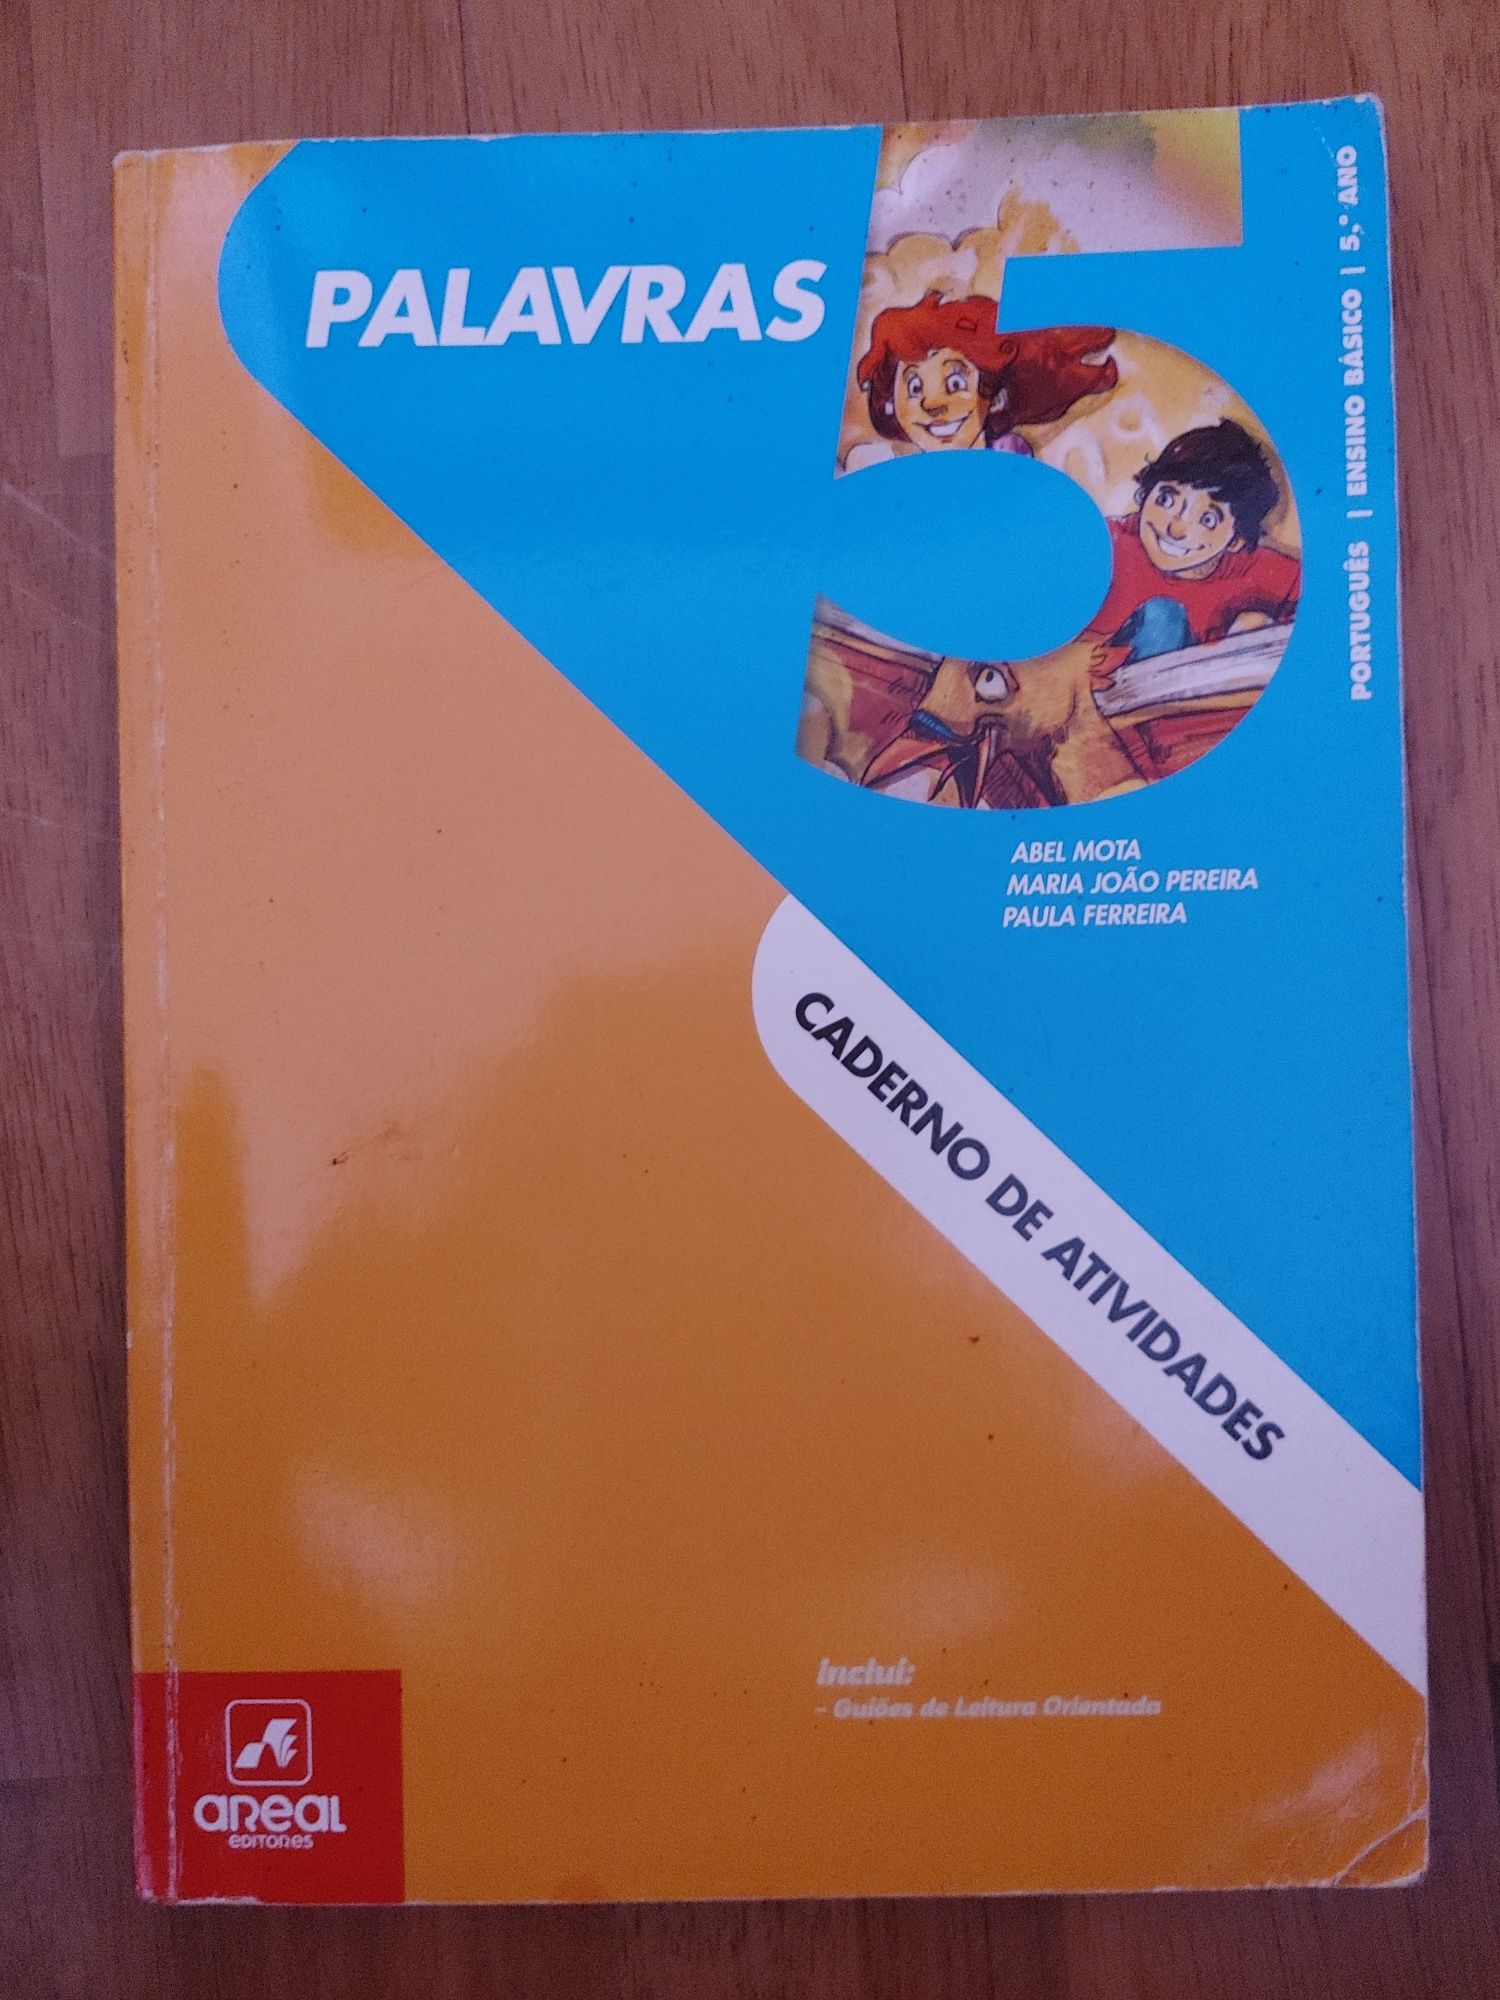 PALAVRAS
5
PORTUGUÊS | ENSINO BÁSICO | 5.º ANO
ABEL MOTA
MARIA JOÃO PEREIRA
PAULA FERREIRA
CADERNO DE ATIVIDADES
Inclui:
- Guiões de Leitura Orientada
aReaL
EDITORES